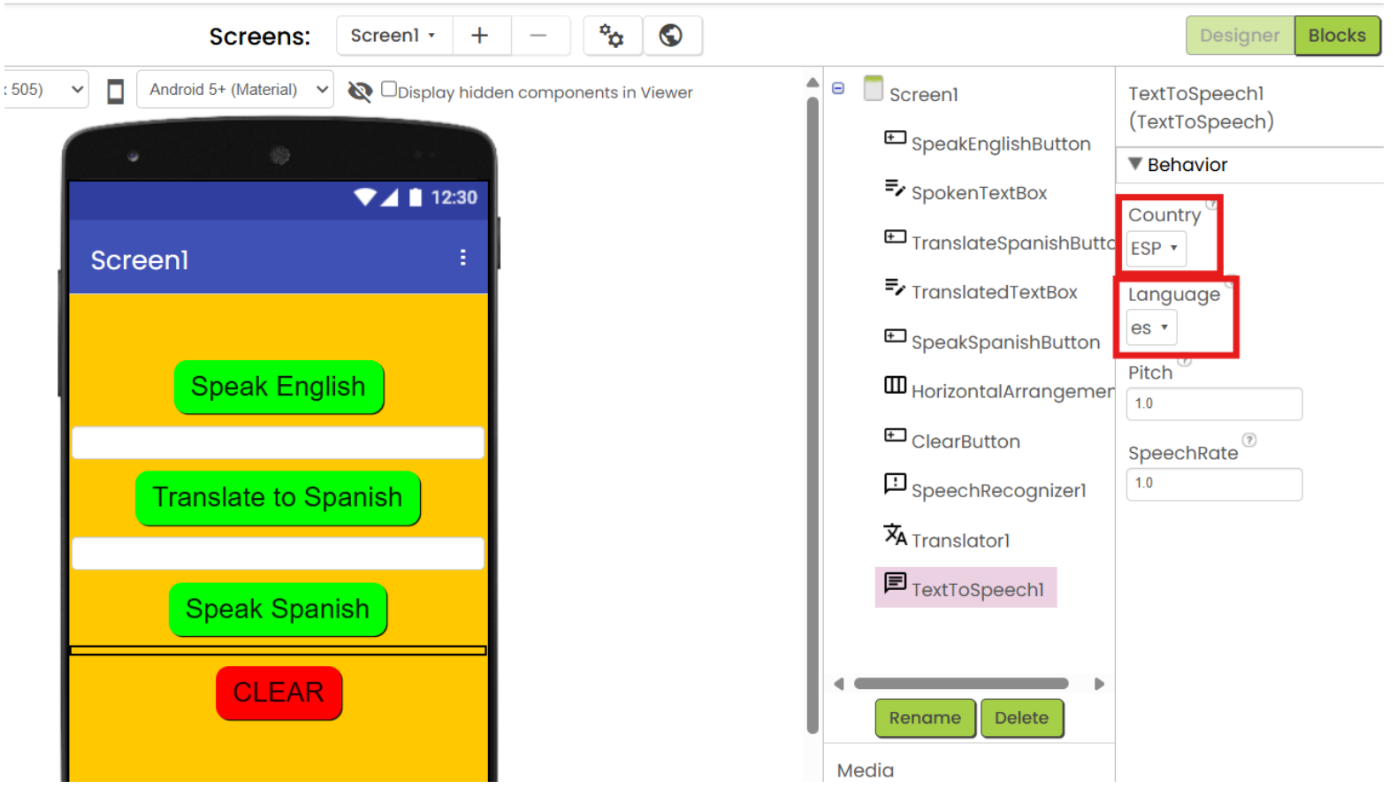 Screens:
Screen1
Designer
Blocks
505)
Android 5+ (Material)
Display hidden components in Viewer
12:30
Screen1
Speak English
Translate to Spanish
Speak Spanish
CLEAR
Screen1
SpeakEnglishButton
SpokenTextBox
TranslateSpanishButto
TranslatedTextBox
SpeakSpanishButton
HorizontalArrangemen
ClearButton
SpeechRecognizer1
Translator1
TextToSpeech1
Rename
Delete
Media
TextToSpeech1
(TextToSpeech)
Behavior
Country
ESP
Language
es
Pitch
1.0
SpeechRate
1.0